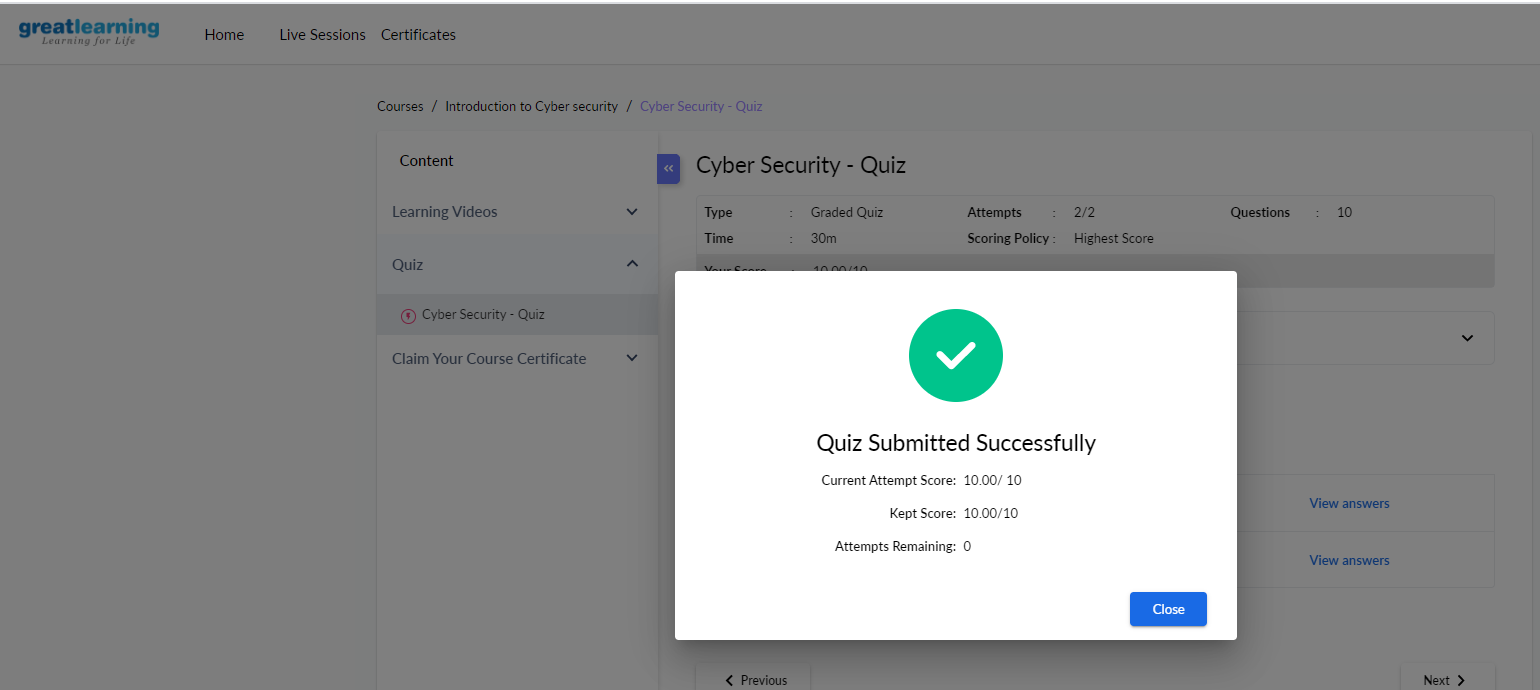 greatlearning
Learning for Life
Home Live Sessions Certificates
Courses / Introduction to Cyber security / Cyber Security - Quiz
Content
Learning Videos
Quiz
Cyber Security - Quiz
Claim Your Course Certificate
«
Cyber Security - Quiz
Type : Graded Quiz Attempts : 2/2 Questions : 10
Time : 30m Scoring Policy : Highest Score
Your Score : 10.00/10
Quiz Submitted Successfully
Current Attempt Score: 10.00/ 10
Kept Score: 10.00/10
Attempts Remaining: 0
Close
View answers
View answers
Previous Next